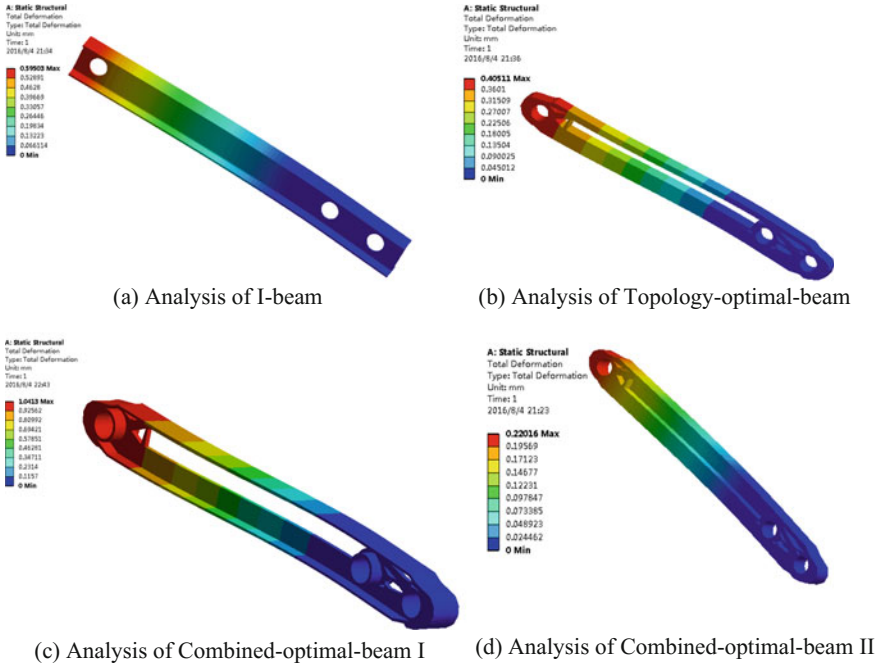 A: Static Structural
Total Deformation
Type: Total Deformation
Unit: mm
Time: 1
2016/8/4 21:34
0.59503 Max
0.52891
0.4628
0.39669
0.33057
0.26446
0.19834
0.13223
0.066114
0 Min
(a) Analysis of I-beam
A: Static Structural
Total Deformation
Type: Total Deformation
Unit: mm
Time: 1
2016/8/4 21:36
0.40511 Max
0.3601
0.31509
0.27007
0.22506
0.18005
0.13504
0.090025
0.045012
0 Min
(b) Analysis of Topology-optimal-beam
A: Static Structural
Total Deformation
Type: Total Deformation
Unit: mm
Time: 1
2016/8/4 22:43
1.0413 Max
0.92562
0.80992
0.69421
0.57851
0.46281
0.34711
0.2314
0.1157
0 Min
(c) Analysis of Combined-optimal-beam I
A: Static Structural
Total Deformation
Type: Total Deformation
Unit: mm
Time: 1
2016/8/4 21:23
0.22016 Max
0.19569
0.17123
0.14677
0.12231
0.097847
0.073385
0.048923
0.024462
0 Min
(d) Analysis of Combined-optimal-beam II